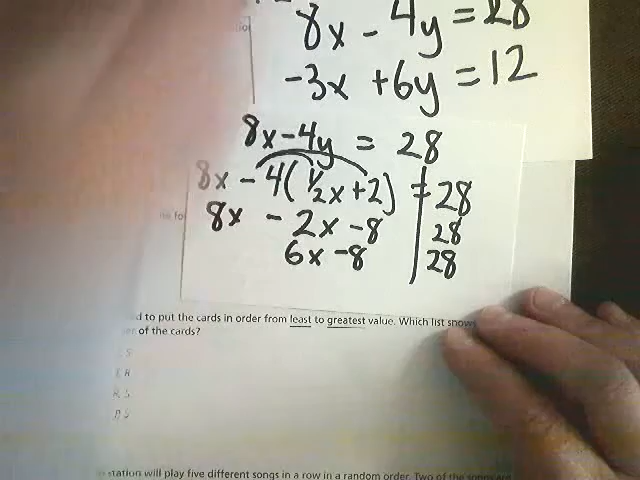 8x - 4y = 28
-3x + 6y = 12
8x - 4y = 28
8x - 4(1/2x + 2) = 28
8x - 2x - 8 28
6x - 8 28
d to put the cards in order from least to greatest value. Which list shows
of the cards?
station will play five different songs in a row in a random order. Two of the songs are